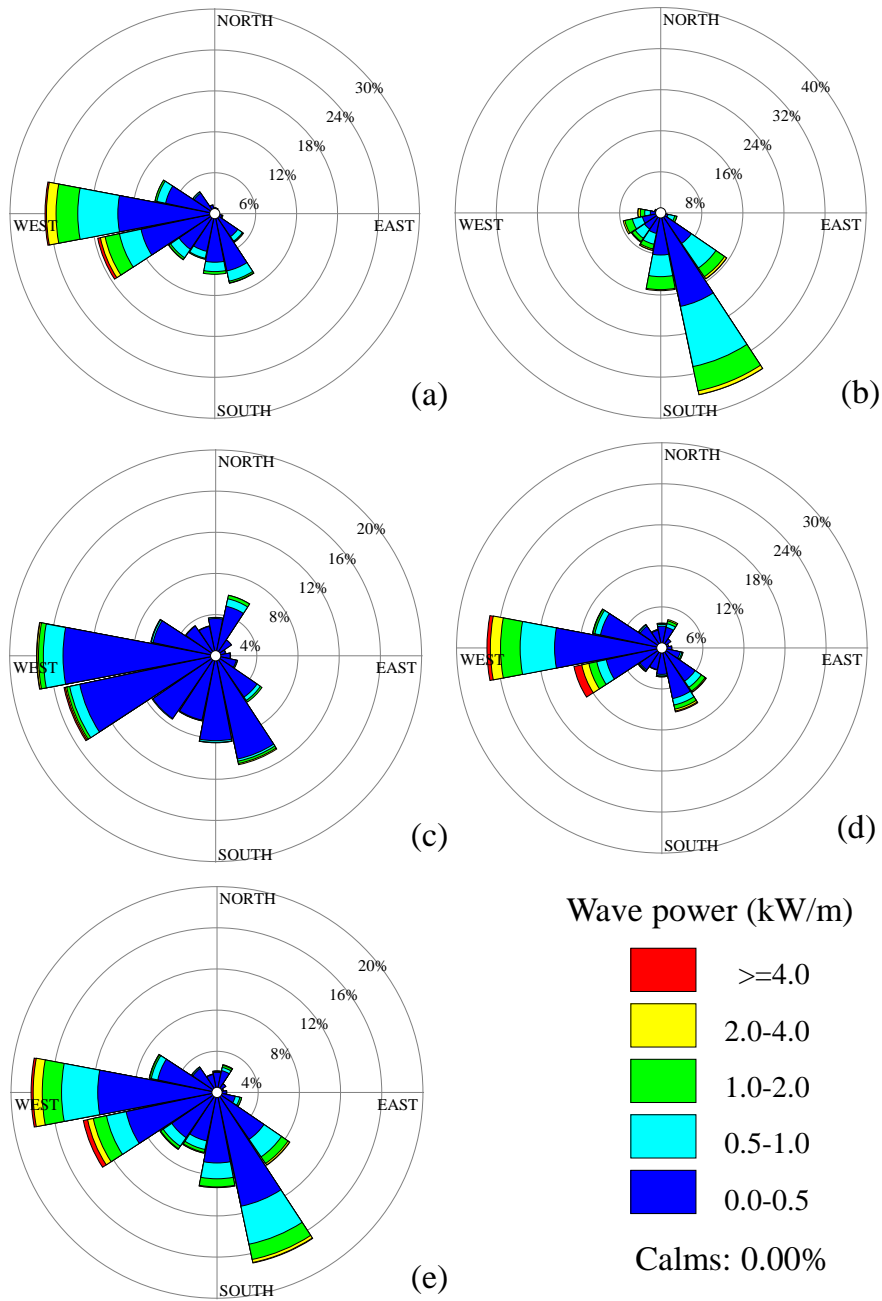 NORTH
30%
24%
18%
12%
6%
WEST
EAST
SOUTH
(a)
NORTH
40%
32%
24%
16%
8%
WEST
EAST
SOUTH
(b)
NORTH
20%
16%
12%
8%
4%
WEST
EAST
SOUTH
(c)
NORTH
30%
24%
18%
12%
6%
WEST
EAST
SOUTH
(d)
NORTH
20%
16%
12%
8%
4%
WEST
EAST
SOUTH
(e)
Wave power (kW/m)
>=4.0
2.0-4.0
1.0-2.0
0.5-1.0
0.0-0.5
Calms: 0.00%